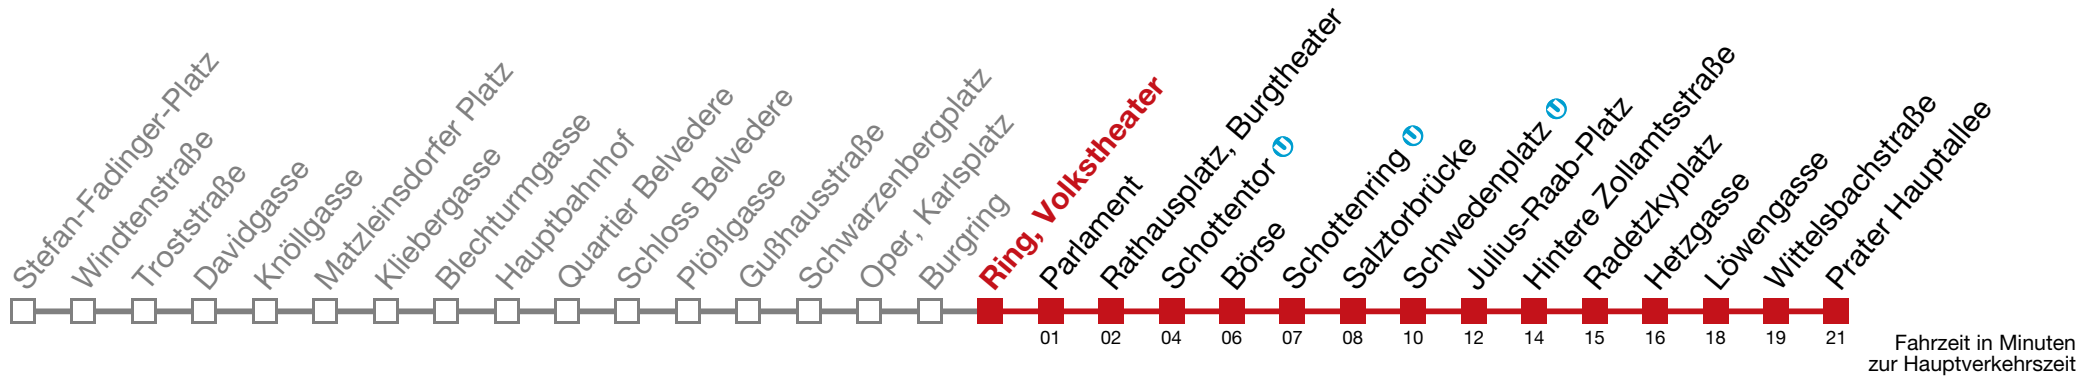 Stefan-Fadinger-Platz
Windtenstraße
Troststraße
Davidgasse
Knöllgasse
Matzleinsdorfer Platz
Kliebergasse
Blechturmgasse
Hauptbahnhof
Quartier Belvedere
Schloss Belvedere
Plößlgasse
Gußhausstraße
Schwarzenbergplatz
Oper, Karlsplatz
Burgring
Ring, Volkstheater
Parlament
Rathausplatz, Burgtheater
Schottentor U
Börse
Schottenring U
Salztorbrücke
Schwedenplatz U
Julius-Raab-Platz
Hintere Zollamtsstraße
Radetzkyplatz
Hetzgasse
Löwengasse
Wittelsbachstraße
Prater Hauptallee
01 02 04 06 07 08 10 12 14 15 16 18 19 21
Fahrzeit in Minuten
zur Hauptverkehrszeit